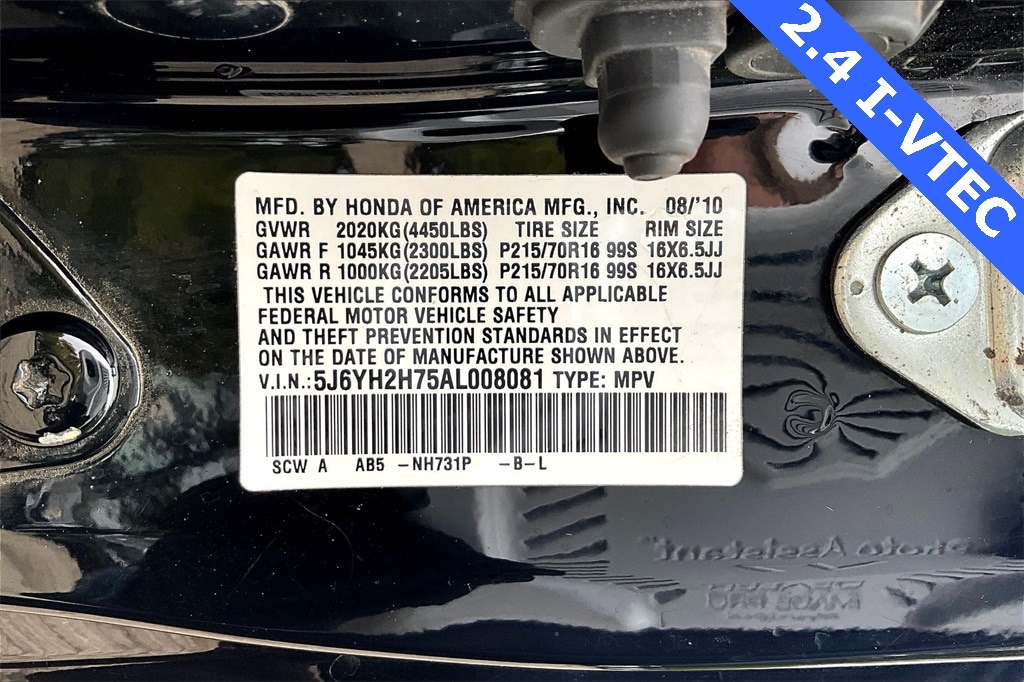 2.4 I-VTEC
MFD. BY HONDA OF AMERICA MFG., INC. 08/'10
GVWR 2020KG(4450LBS) TIRE SIZE RIM SIZE
GAWR F 1045KG(2300LBS) P215/70R16 99S 16X6.5JJ
GAWR R 1000KG(2205LBS) P215/70R16 99S 16X6.5JJ
THIS VEHICLE CONFORMS TO ALL APPLICABLE
FEDERAL MOTOR VEHICLE SAFETY
AND THEFT PREVENTION STANDARDS IN EFFECT
ON THE DATE OF MANUFACTURE SHOWN ABOVE.
V.I.N.:5J6YH2H75AL008081 TYPE: MPV
SCW A AB5 -NH731P -B-L